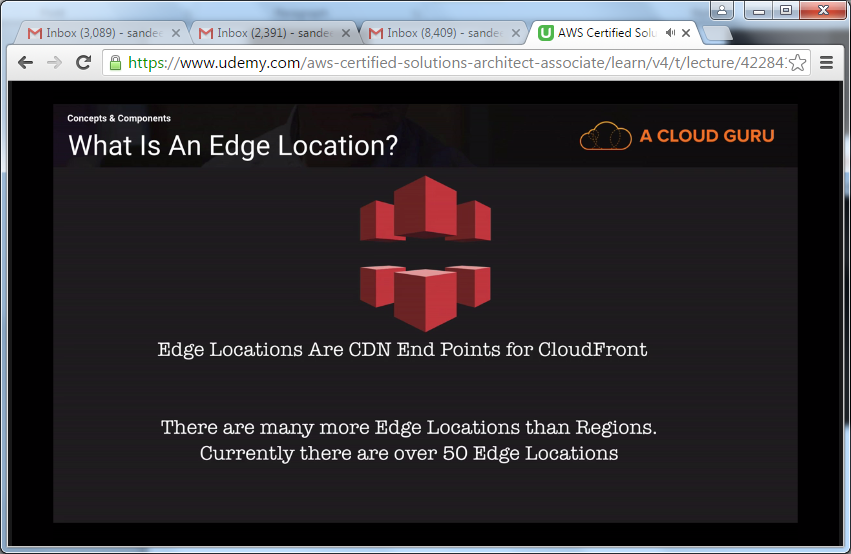 Inbox (3,089) - sandee
Inbox (2,391) - sandee
Inbox (8,409) - sandee
AWS Certified Solu
https://www.udemy.com/aws-certified-solutions-architect-associate/learn/v4/t/lecture/42284
Concepts & Components
What Is An Edge Location?
A CLOUD GURU
Edge Locations Are CDN End Points for CloudFront
There are many more Edge Locations than Regions.
Currently there are over 50 Edge Locations